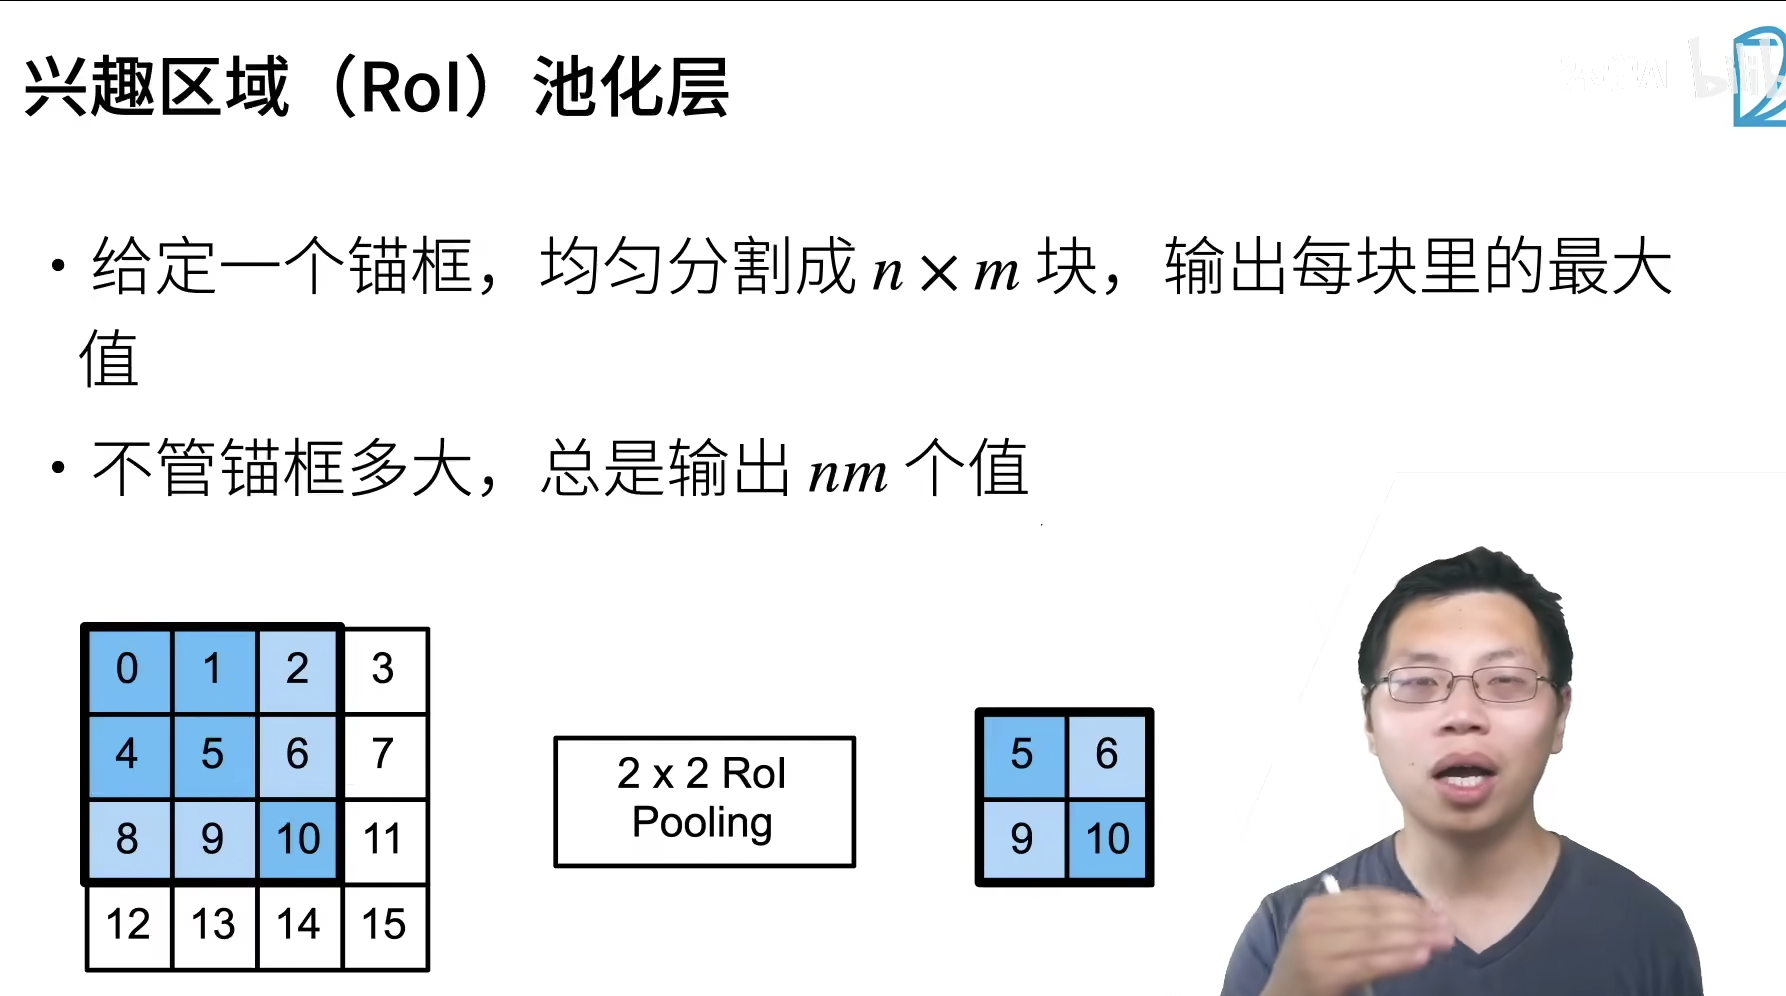 兴趣区域（RoI）池化层
• 给定一个锚框，均匀分割成 n × m 块，输出每块里的最大
值
• 不管锚框多大，总是输出 nm 个值
0 1 2 3
4 5 6 7
8 9 10 11
12 13 14 15
2 x 2 RoI
Pooling
5 6
9 10